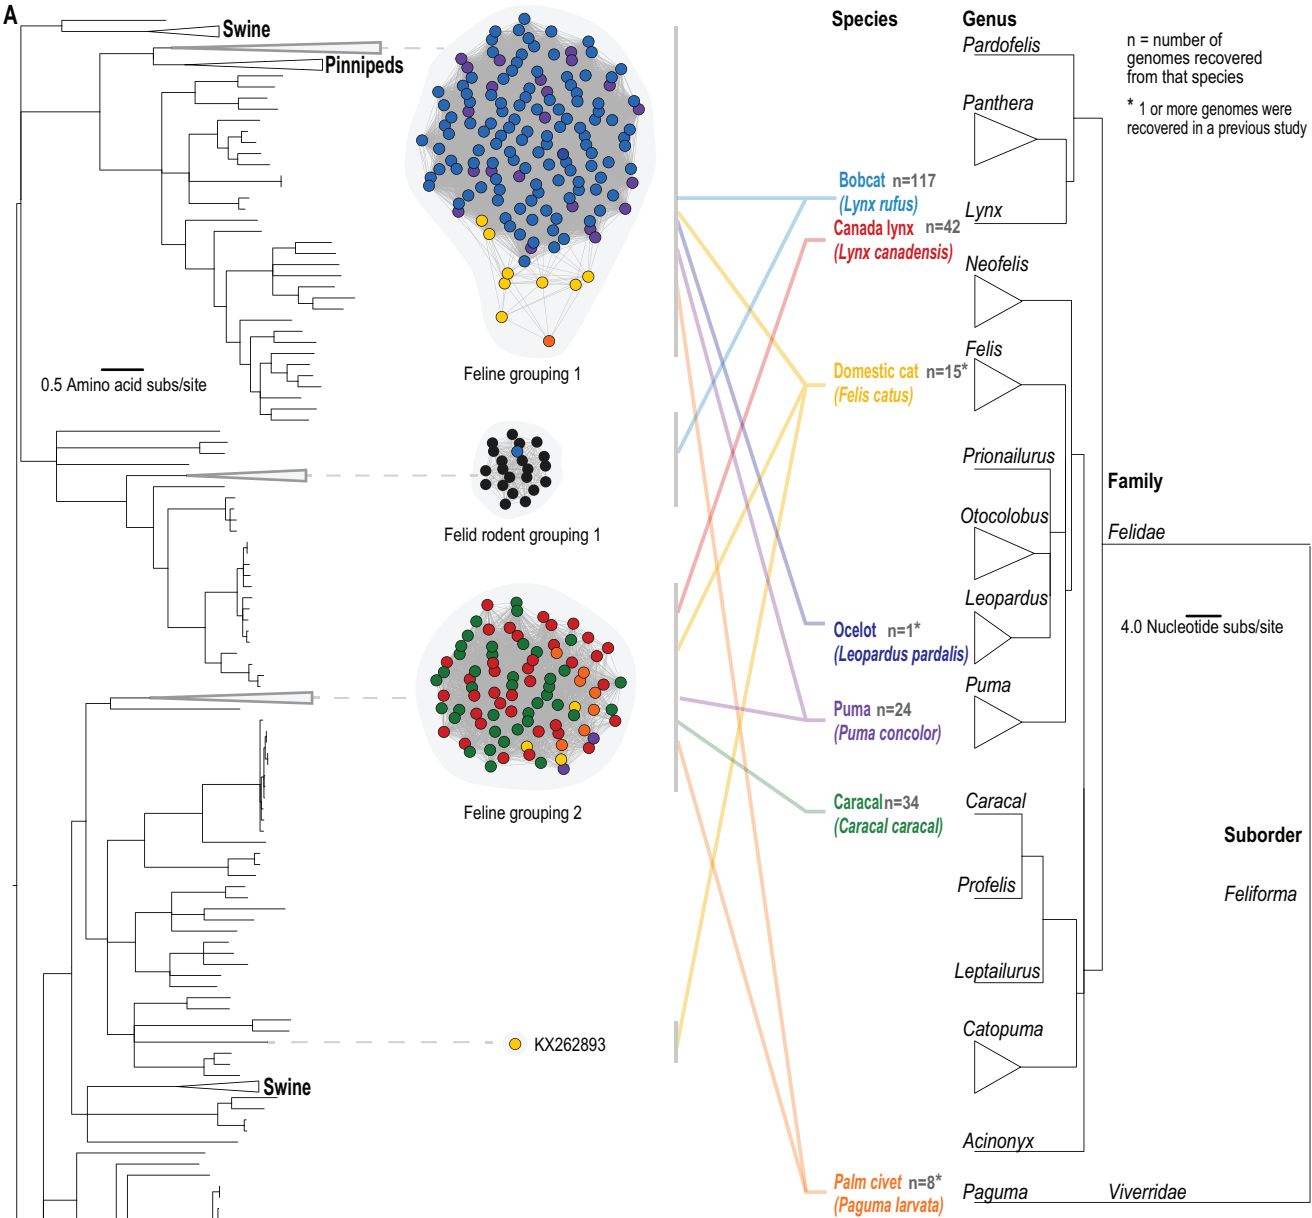 A
Swine
Pinnipeds
0.5 Amino acid subs/site
Swine
Feline grouping 1
Felid rodent grouping 1
Feline grouping 2
KX262893
Species
Bobcat n=117
(Lynx rufus)
Canada lynx n=42
(Lynx canadensis)
Domestic cat n=15*
(Felis catus)
Ocelot n=1*
(Leopardus pardalis)
Puma n=24
(Puma concolor)
Caracal n=34
(Caracal caracal)
Palm civet n=8*
(Paguma larvata)
Genus
Pardofelis
Panthera
Lynx
Neofelis
Felis
Prionailurus
Otocolobus
Leopardus
Puma
Caracal
Profelis
Leptailurus
Catopuma
Acinonyx
Paguma
n = number of
genomes recovered
from that species
* 1 or more genomes were
recovered in a previous study
Family
Felidae
4.0 Nucleotide subs/site
Viverridae
Suborder
Feliforma